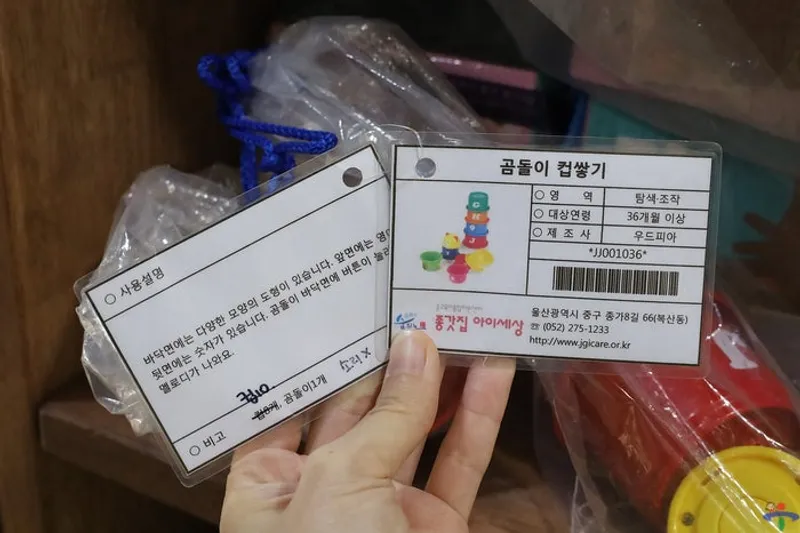 사용설명
바닥면에는 다양한 모양의 도형이 있습니다. 앞면에는 영
뒷면에는 숫자가 있습니다. 곰돌이 바닥면에 버튼이 눌러
멜로디가 나와요.
비고
곰돌이1개
곰돌이 컵쌓기
영 역 탐색·조작
대상연령 36개월 이상
제 조 사 우드피아
*JJ001036*
종갓집 아이세상
울산광역시 중구 종가8길 66(복산동)
☏ (052) 275-1233
http://www.jgicare.or.kr